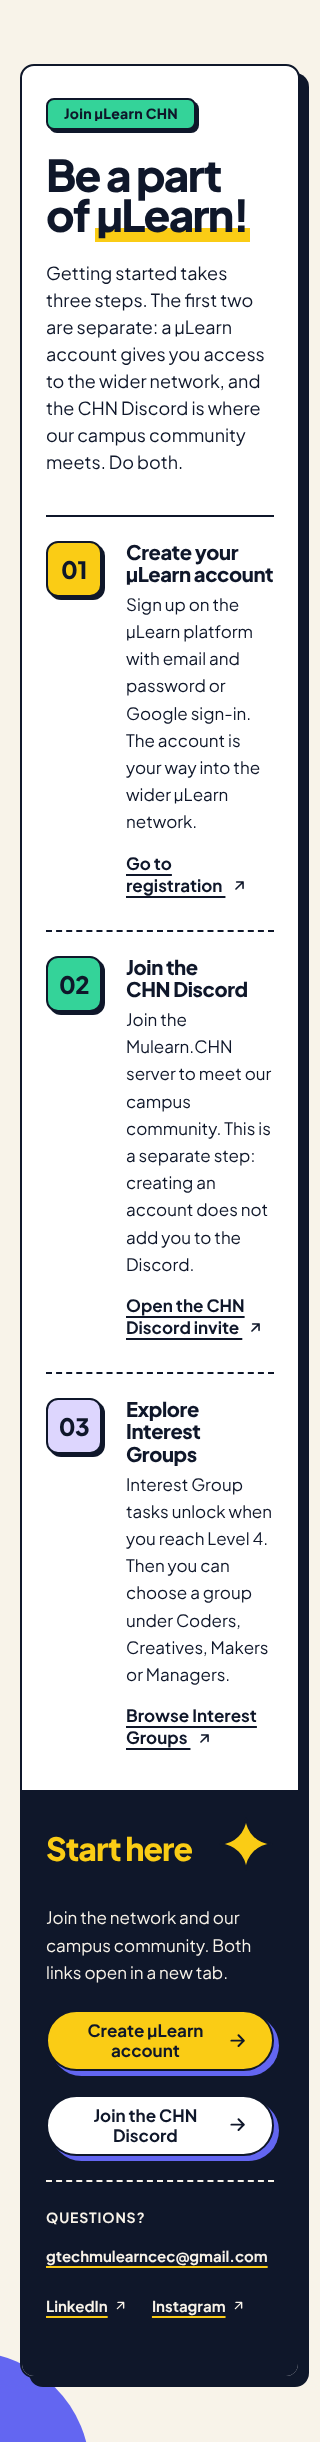 Join µLearn CHN
Be a part
of µLearn!
Getting started takes
three steps. The first two
are separate: a µLearn
account gives you access
to the wider network, and
the CHN Discord is where
our campus community
meets. Do both.
01
Create your
µLearn account
Sign up on the
µLearn platform
with email and
password or
Google sign-in.
The account is
your way into the
wider µLearn
network.
Go to
registration ↗
02
Join the
CHN Discord
Join the
Mulearn.CHN
server to meet our
campus
community. This is
a separate step:
creating an
account does not
add you to the
Discord.
Open the CHN
Discord invite ↗
03
Explore
Interest
Groups
Interest Group
tasks unlock when
you reach Level 4.
Then you can
choose a group
under Coders,
Creatives, Makers
or Managers.
Browse Interest
Groups ↗
Start here
Join the network and our
campus community. Both
links open in a new tab.
Create µLearn
account →
Join the CHN
Discord →
QUESTIONS?
gtechmulearncec@gmail.com
LinkedIn ↗ Instagram ↗